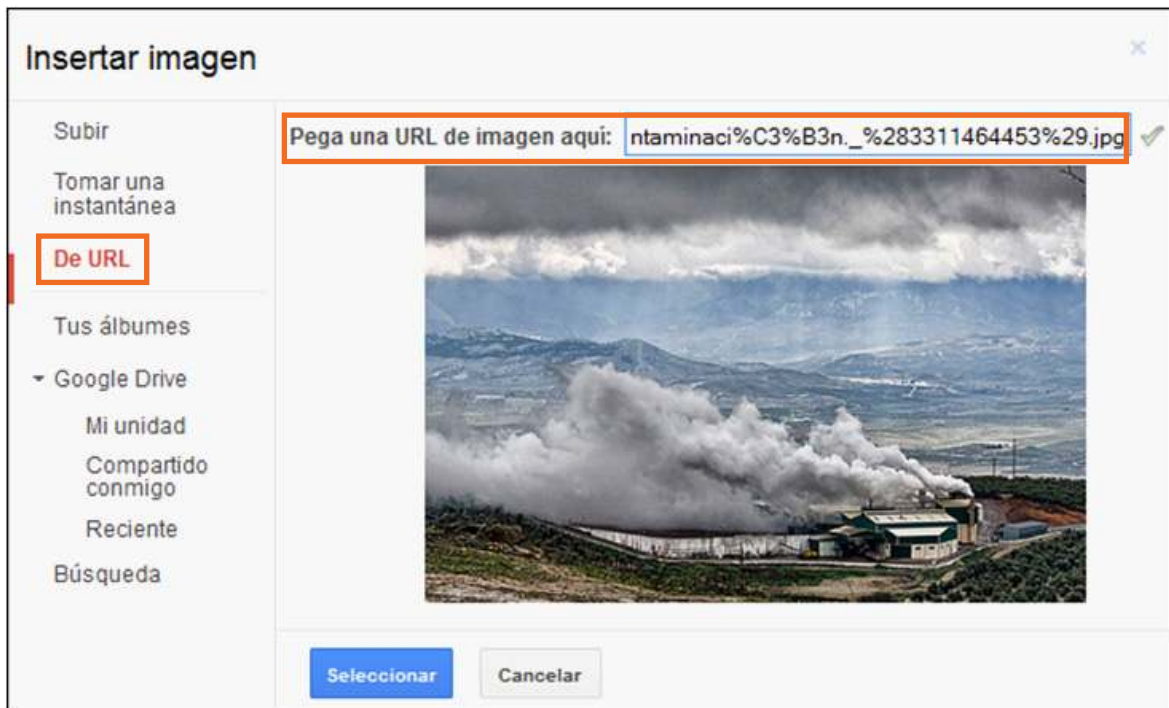 Insertar imagen
Subir
Tomar una
instantánea
De URL
Tus álbumes
Google Drive
Mi unidad
Compartido
conmigo
Reciente
Búsqueda
Pega una URL de imagen aquí: ntaminaci%C3%B3n._%283311464453%29.jpg
Seleccionar Cancelar